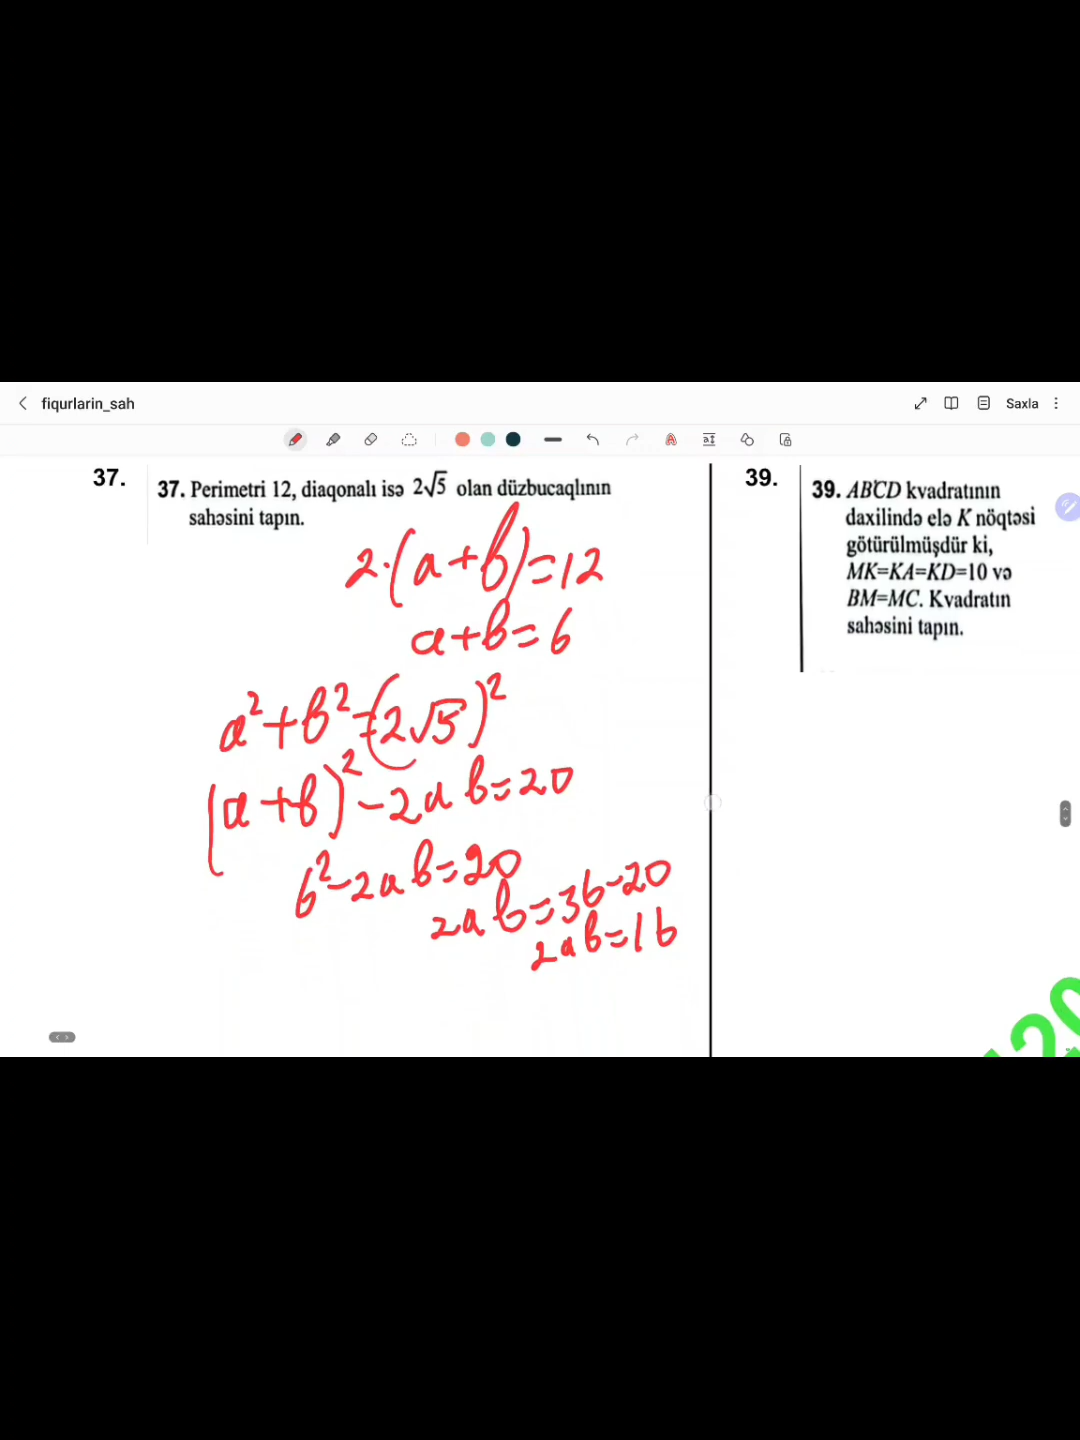 fiqurlarin_sah
Saxla
37.
37. Perimetri 12, diaqonalı isə 2√5 olan düzbucaqlının
sahəsini tapın.
2·(a+b)=12
a+b=6
a²+b²=(2√5)²
(a+b)²-2ab=20
6²-2ab=20
2ab=36-20
2ab=16
39.
39. ABCD kvadratının
daxilində elə K nöqtəsi
götürülmüşdür ki,
MK=KA=KD=10 və
BM=MC. Kvadratın
sahəsini tapın.